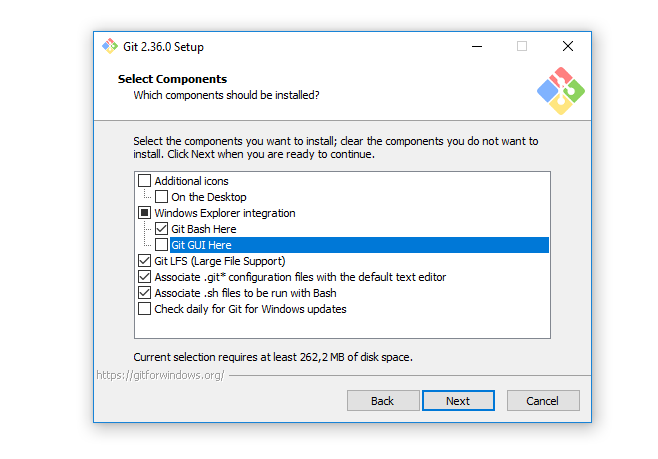 Git 2.36.0 Setup
Select Components
Which components should be installed?
Select the components you want to install; clear the components you do not want to
install. Click Next when you are ready to continue.
Additional icons
On the Desktop
Windows Explorer integration
Git Bash Here
Git GUI Here
Git LFS (Large File Support)
Associate .git* configuration files with the default text editor
Associate .sh files to be run with Bash
Check daily for Git for Windows updates
Current selection requires at least 262,2 MB of disk space.
https://gitforwindows.org/
Back Next Cancel